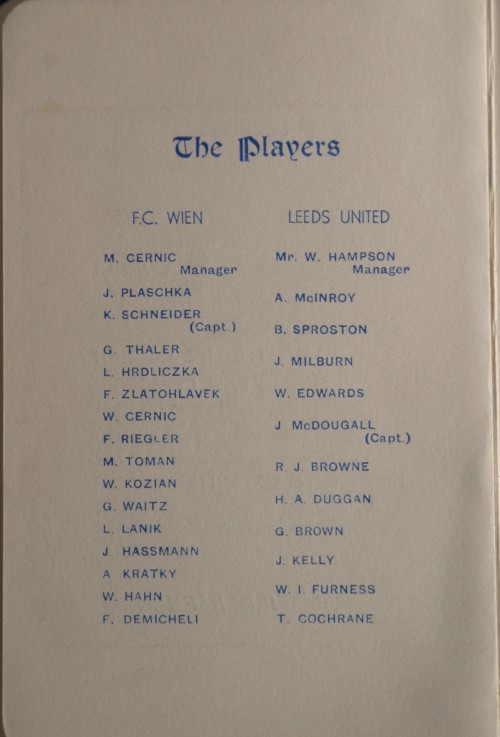 The Players
F.C. WIEN
M. CERNIC
Manager
J. PLASCHKA
K. SCHNEIDER
(Capt.)
G. THALER
L. HRDLICZKA
F. ZLATOHLAVEK
W. CERNIC
F. RIEGLER
M. TOMAN
W. KOZIAN
G. WAITZ
L. LANIK
J. HASSMANN
A KRATKY
W. HAHN
F. DEMICHELI
LEEDS UNITED
Mr. W. HAMPSON
Manager
A. McINROY
B. SPROSTON
J. MILBURN
W. EDWARDS
J McDOUGALL
(Capt.)
R. J. BROWNE
H. A. DUGGAN
G. BROWN
J. KELLY
W. I. FURNESS
T. COCHRANE